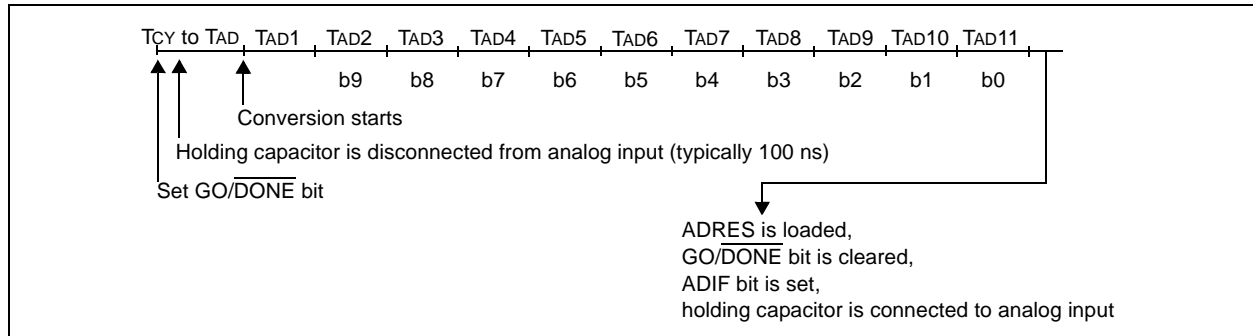 TCY to TAD TAD1 TAD2 TAD3 TAD4 TAD5 TAD6 TAD7 TAD8 TAD9 TAD10 TAD11
b9 b8 b7 b6 b5 b4 b3 b2 b1 b0
Conversion starts
Holding capacitor is disconnected from analog input (typically 100 ns)
Set GO/DONE bit
ADRES is loaded,
GO/DONE bit is cleared,
ADIF bit is set,
holding capacitor is connected to analog input